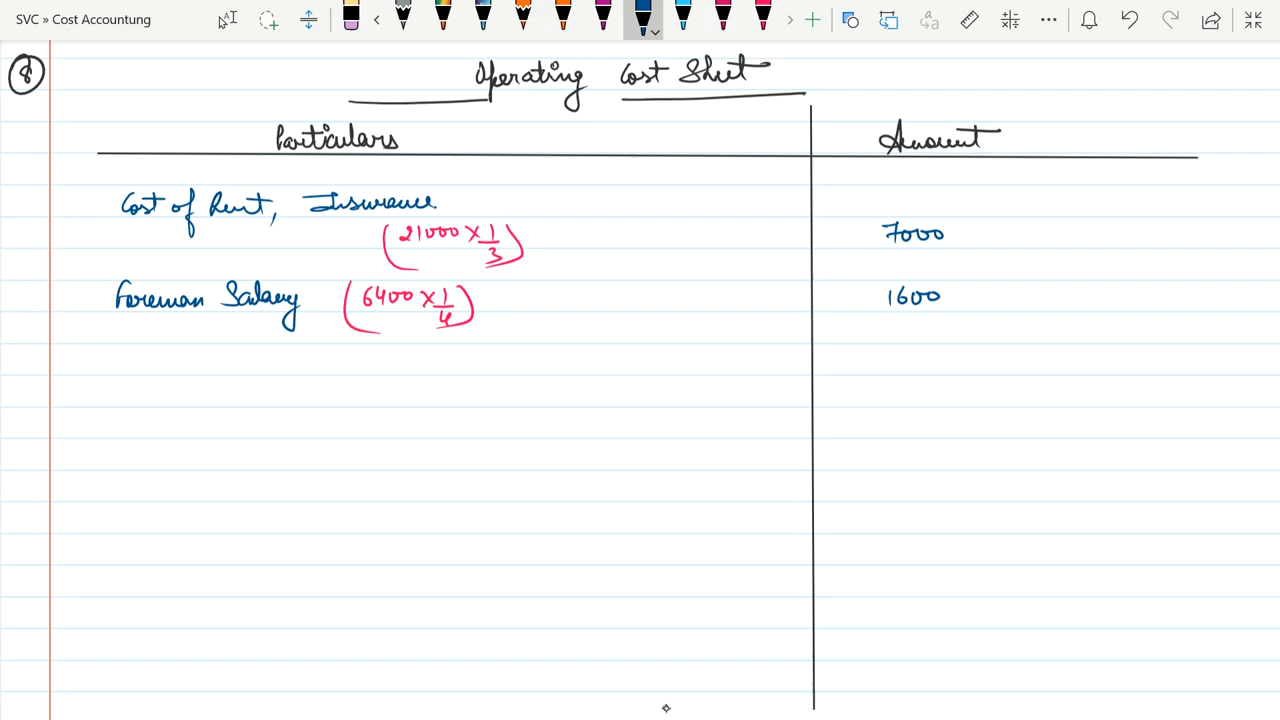 SVC » Cost Accountung
8
Operating Cost Sheet
Particulars Amount
Cost of Rent, Insurance
(21000 × 1/3) 7000
Foreman Salary (6400 × 1/4) 1600